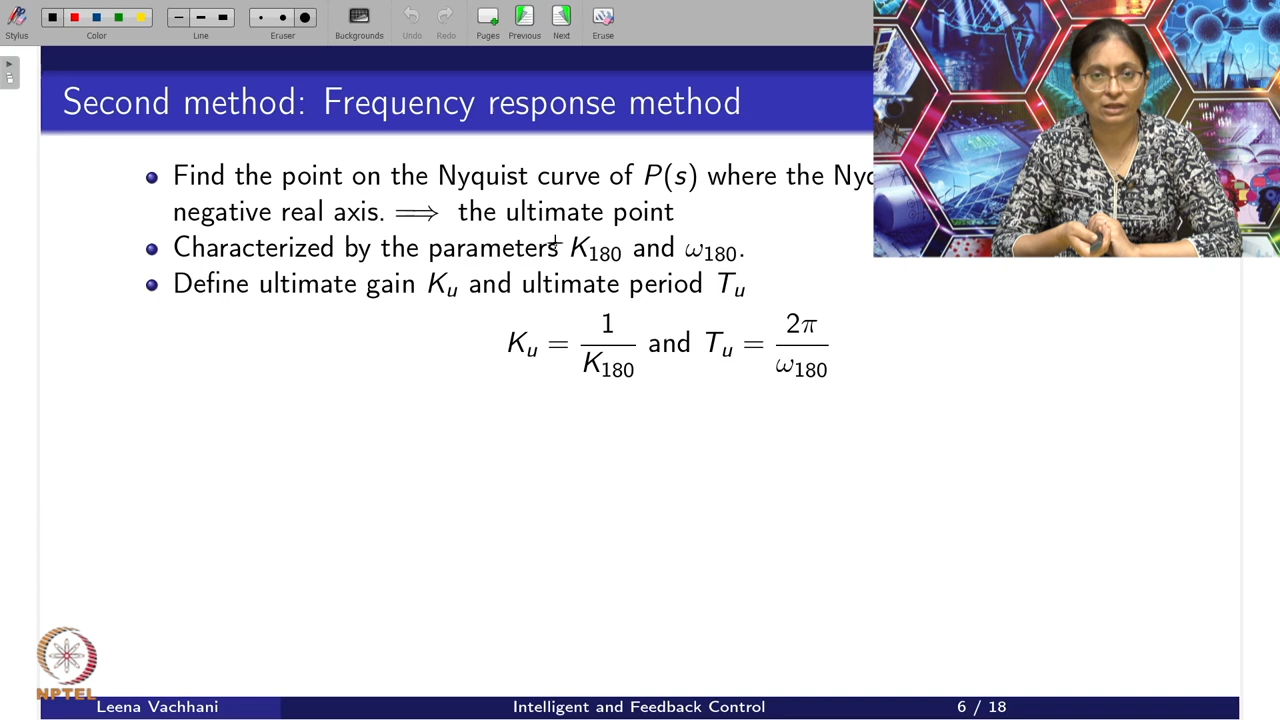 Stylus
Color
Line
Eraser
Backgrounds
Undo
Redo
Pages
Previous
Next
Erase
Second method: Frequency response method
Find the point on the Nyquist curve of P(s) where the
negative real axis. ⟹ the ultimate point
Characterized by the parameters K₁₈₀ and ω₁₈₀.
Define ultimate gain Kᵤ and ultimate period Tᵤ
Kᵤ = 1/K₁₈₀ and Tᵤ = 2π/ω₁₈₀
NPTEL
Leena Vachhani Intelligent and Feedback Control 6 / 18